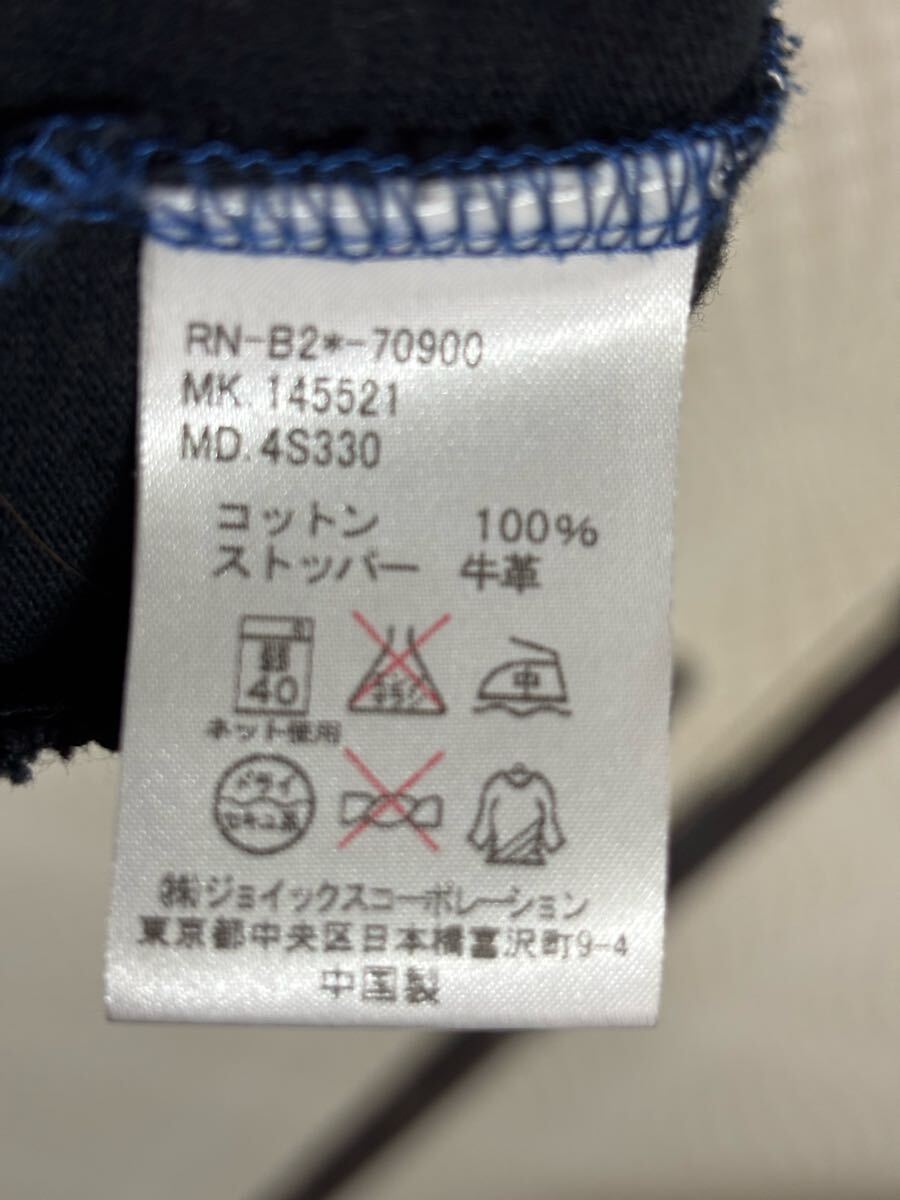 RN-B2*-70900
MK. 145521
MD. 4S330
コットン 100%
ストッパー 牛革
40
中
ネット使用
ドライ
セキユ系
(株)ジョイックスコーポレーション
東京都中央区日本橋富沢町9-4
中国製